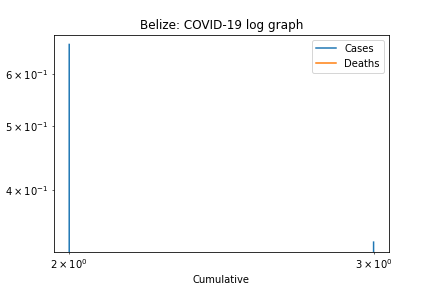 Belize: COVID-19 log graph
Cases
Deaths
6 × 10⁻¹
5 × 10⁻¹
4 × 10⁻¹
2 × 10⁰
3 × 10⁰
Cumulative